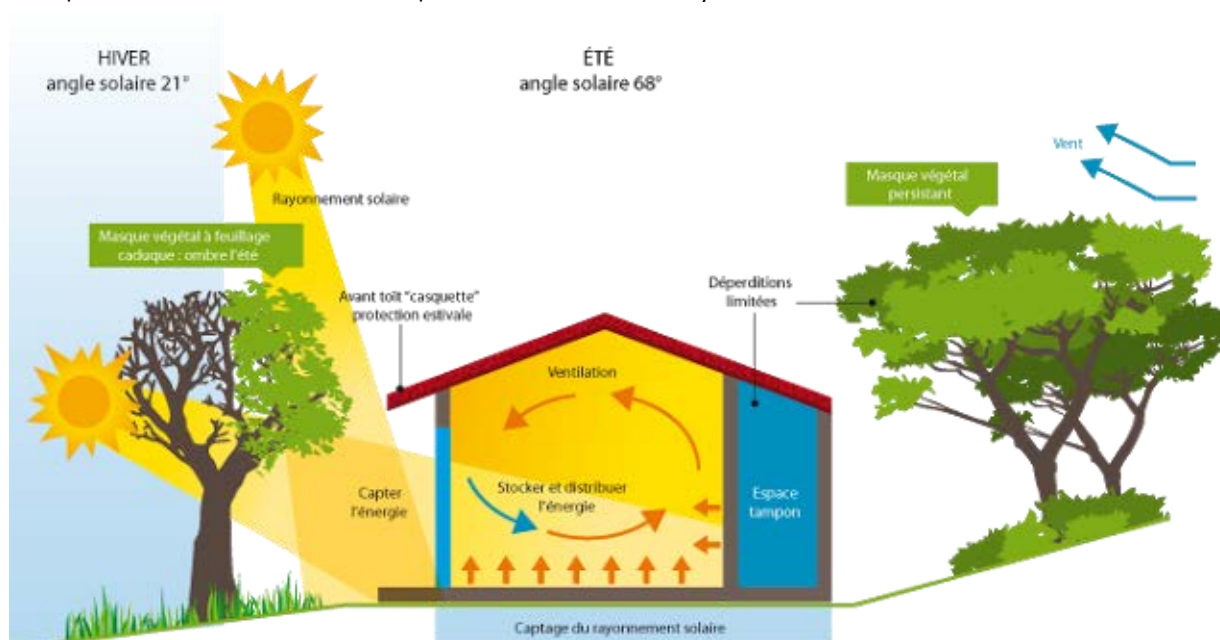 HIVER
angle solaire 21°
ÉTÉ
angle solaire 68°
Vent
Masque végétal
persistant
Rayonnement solaire
Masque végétal à feuillage
caduque : ombre l'été
Avant toît "casquette"
protection estivale
Déperditions
limitées
Ventilation
Capter
l'énergie
Stocker et distribuer
l'énergie
Espace
tampon
Captage du rayonnement solaire